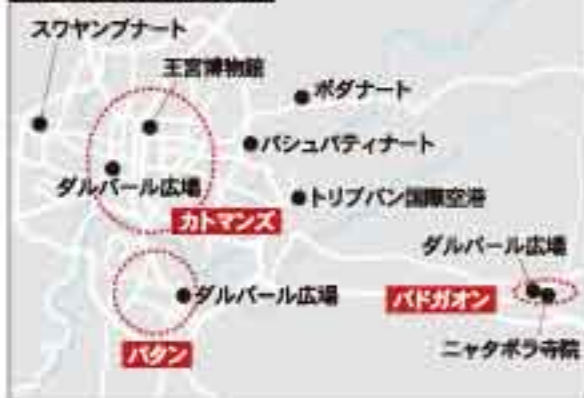 スワヤンブナート
王宮博物館
ボダナート
パシュパティナート
ダルバール広場
トリブバン国際空港
カトマンズ
ダルバール広場
ダルバール広場
バドガオン
パタン
ニャタポラ寺院